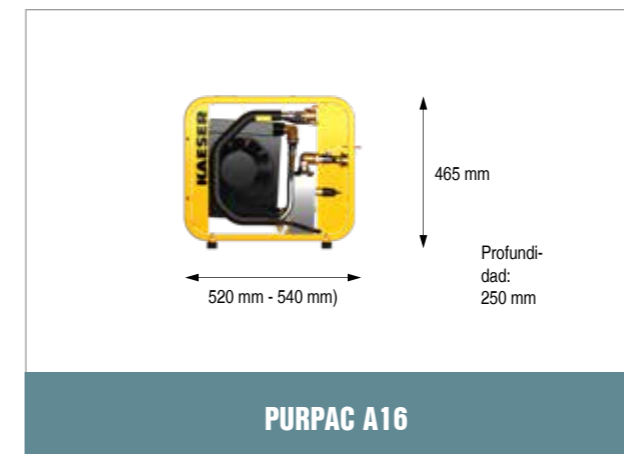 KAESER
465 mm
Profundi-
dad:
250 mm
520 mm - 540 mm)
PURPAC A16